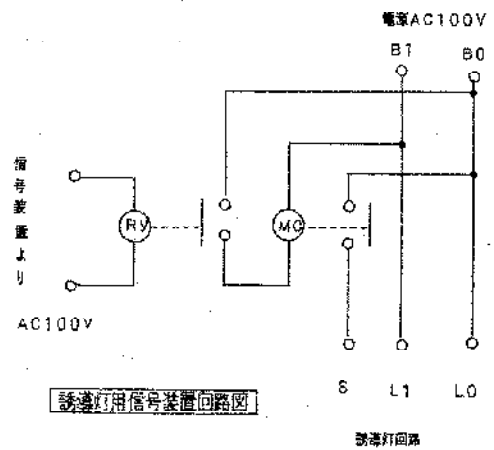 電源AC100V
B1
B0
信号装置より
RY
MC
AC100V
S
L1
L0
誘導灯用信号装置回路図
誘導灯回路